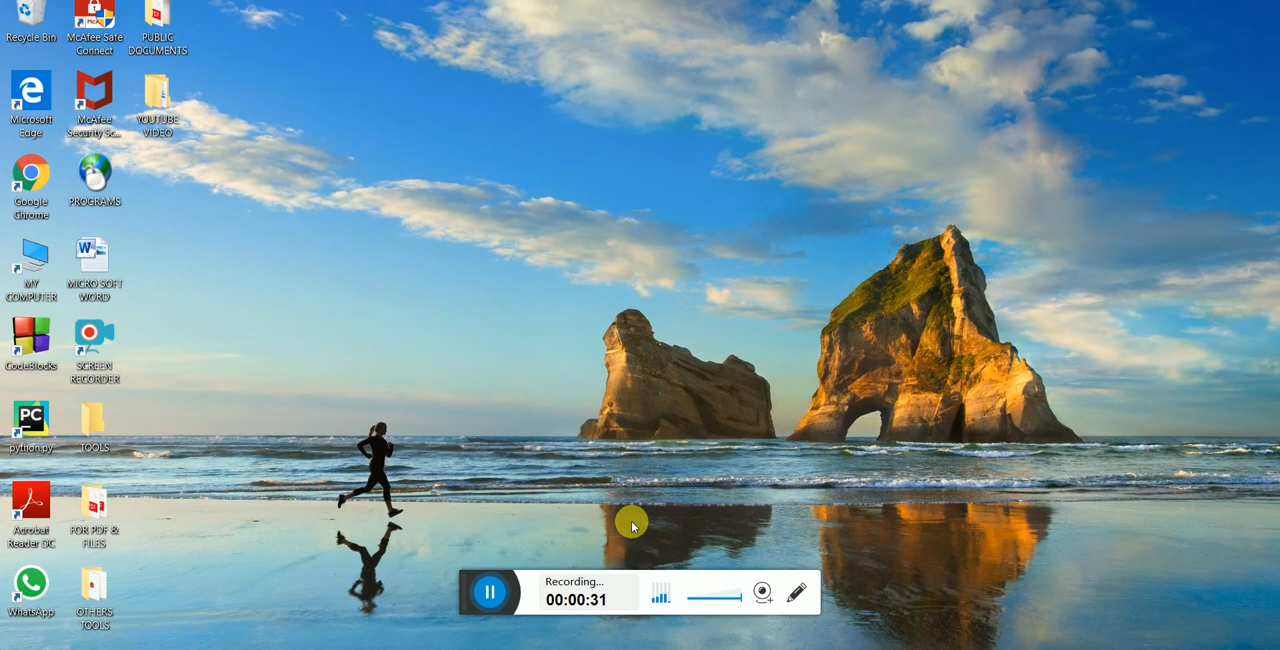 Recycle Bin
McAfee Safe
Connect
PUBLIC
DOCUMENTS
Microsoft
Edge
McAfee
Security Sc...
YOUTUBE
VIDEO
Google
Chrome
PROGRAMS
MY
COMPUTER
W
MICRO SOFT
WORD
CodeBlocks
SCREEN
RECORDER
PC
python.py
TOOLS
Acrobat
Reader DC
FOR PDF &
FILES
WhatsApp
OTHERS
TOOLS
Recording...
00:00:31